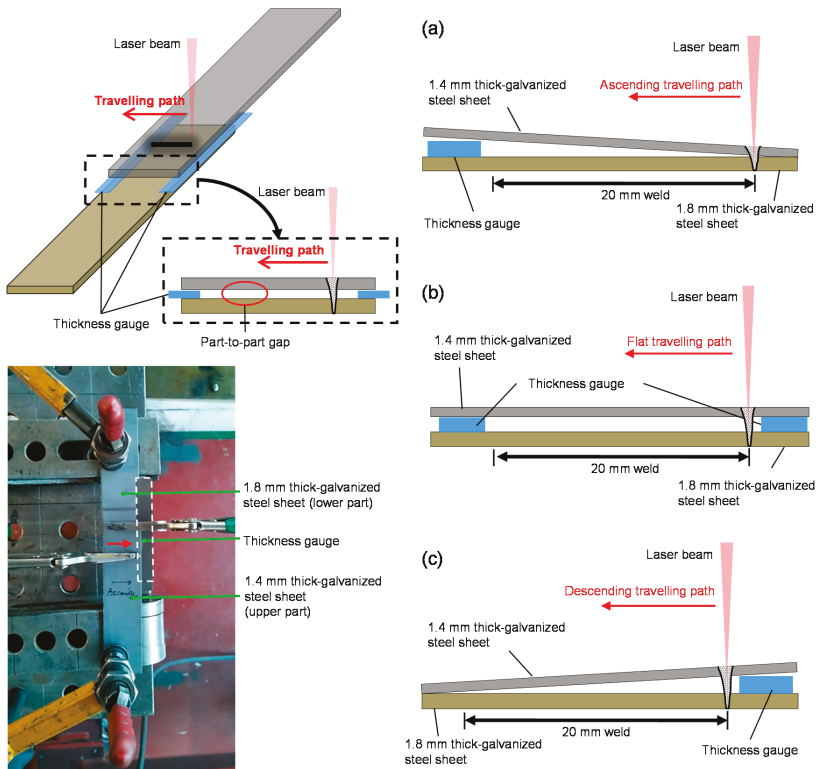 Laser beam
Travelling path
Laser beam
Travelling path
Thickness gauge
Part-to-part gap
1.8 mm thick-galvanized
steel sheet (lower part)
Thickness gauge
1.4 mm thick-galvanized
steel sheet
(upper part)
(a)
Laser beam
1.4 mm thick-galvanized
steel sheet
Ascending travelling path
20 mm weld
Thickness gauge
1.8 mm thick-galvanized
steel sheet
(b)
Laser beam
1.4 mm thick-galvanized
steel sheet
Flat travelling path
Thickness gauge
20 mm weld
1.8 mm thick-galvanized
steel sheet
(c)
Laser beam
Descending travelling path
1.4 mm thick-galvanized
steel sheet
20 mm weld
1.8 mm thick-galvanized
steel sheet
Thickness gauge